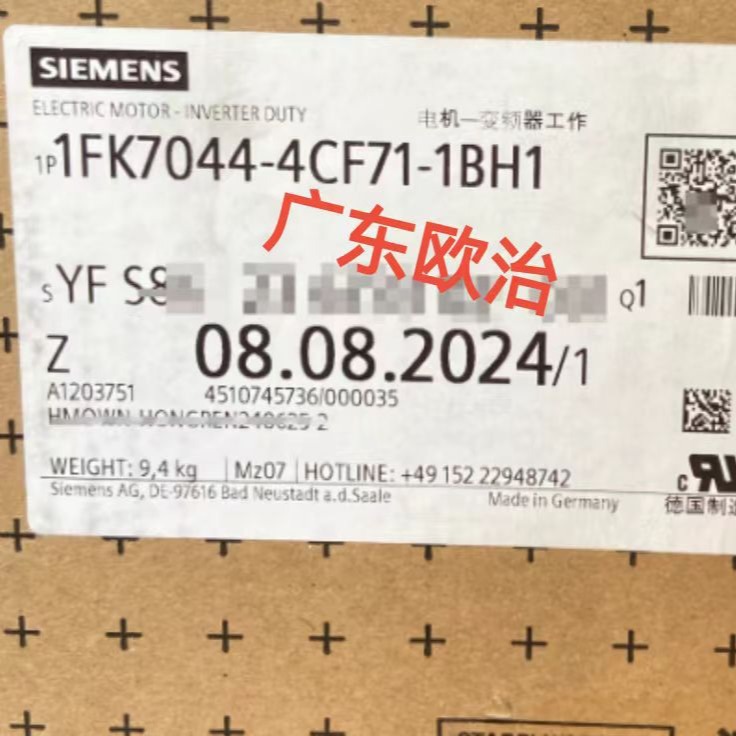 SIEMENS
ELECTRIC MOTOR - INVERTER DUTY
电机—变频器工作
1P1FK7044-4CF71-1BH1
广东欧治
S YF S8
Q1
Z 08.08.2024/1
A1203751 4510745736/000035
WEIGHT: 9,4 kg | Mz07 | HOTLINE: +49 152 22948742
Siemens AG, DE-97616 Bad Neustadt a.d.Saale Made in Germany
德国制造